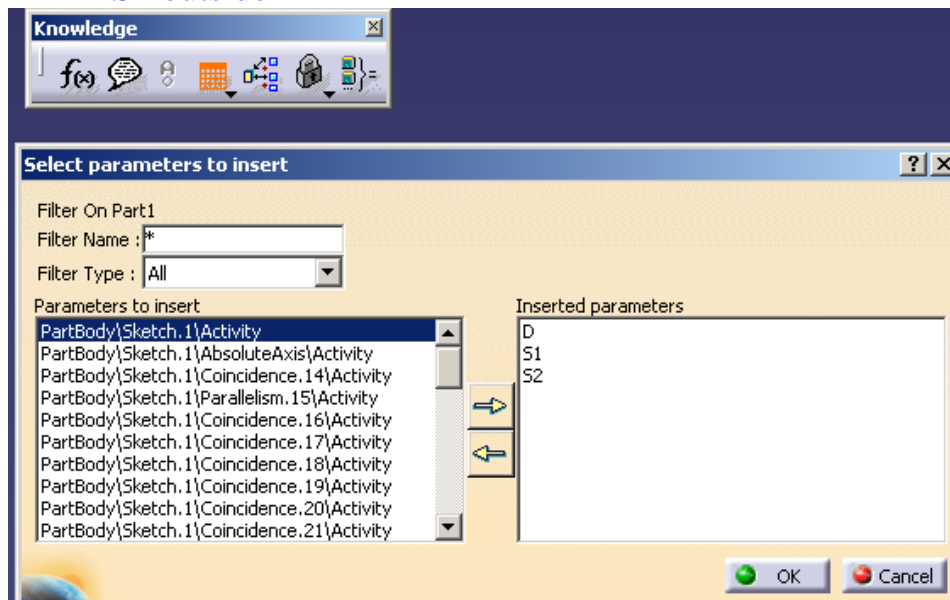 Knowledge
f(x)
Select parameters to insert
Filter On Part1
Filter Name : *
Filter Type : All
Parameters to insert
Inserted parameters
PartBody\Sketch.1\Activity
PartBody\Sketch.1\AbsoluteAxis\Activity
PartBody\Sketch.1\Coincidence.14\Activity
PartBody\Sketch.1\Parallelism.15\Activity
PartBody\Sketch.1\Coincidence.16\Activity
PartBody\Sketch.1\Coincidence.17\Activity
PartBody\Sketch.1\Coincidence.18\Activity
PartBody\Sketch.1\Coincidence.19\Activity
PartBody\Sketch.1\Coincidence.20\Activity
PartBody\Sketch.1\Coincidence.21\Activity
D
S1
S2
OK
Cancel